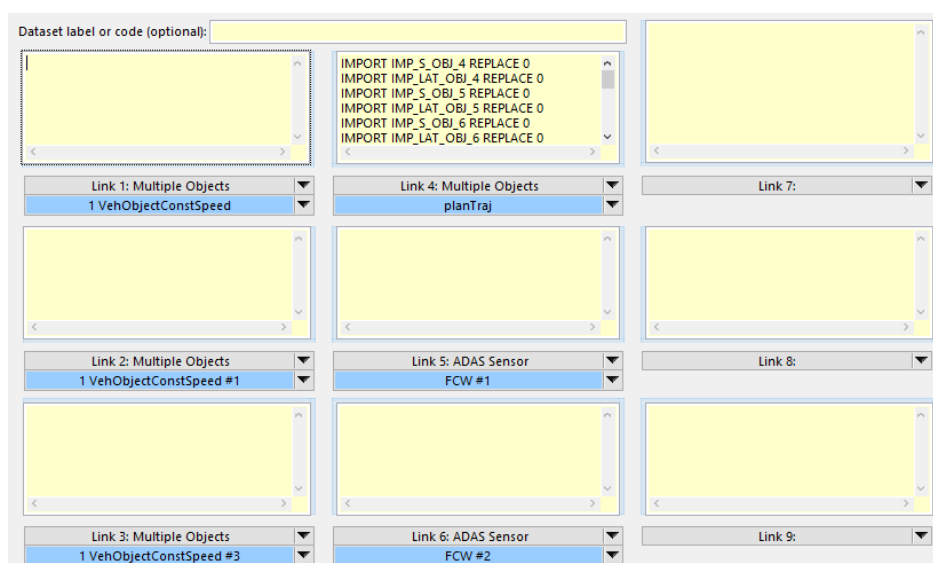 Dataset label or code (optional):
IMPORT IMP_S_OBJ_4 REPLACE 0
IMPORT IMP_LAT_OBJ_4 REPLACE 0
IMPORT IMP_S_OBJ_5 REPLACE 0
IMPORT IMP_LAT_OBJ_5 REPLACE 0
IMPORT IMP_S_OBJ_6 REPLACE 0
IMPORT IMP_LAT_OBJ_6 REPLACE 0
Link 1: Multiple Objects
1 VehObjectConstSpeed
Link 4: Multiple Objects
planTraj
Link 7:
Link 2: Multiple Objects
1 VehObjectConstSpeed #1
Link 5: ADAS Sensor
FCW #1
Link 8:
Link 3: Multiple Objects
1 VehObjectConstSpeed #3
Link 6: ADAS Sensor
FCW #2
Link 9: